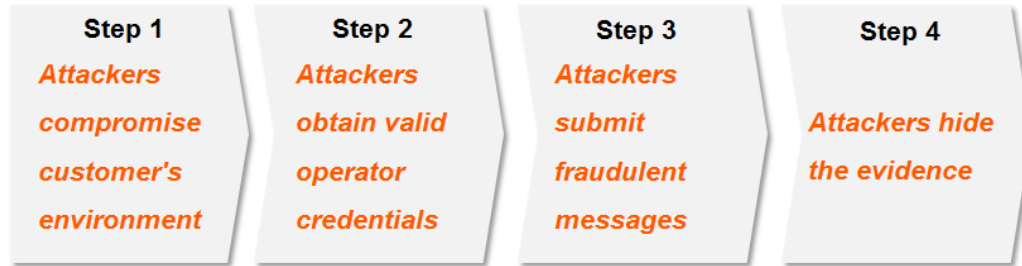 Step 1
Attackers
compromise
customer's
environment
Step 2
Attackers
obtain valid
operator
credentials
Step 3
Attackers
submit
fraudulent
messages
Step 4
Attackers hide
the evidence